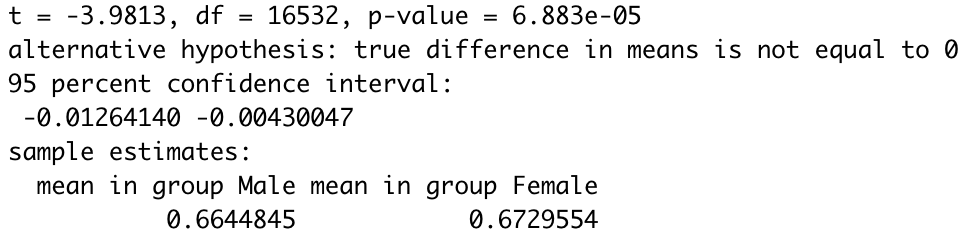 t = -3.9813, df = 16532, p-value = 6.883e-05
alternative hypothesis: true difference in means is not equal to 0
95 percent confidence interval:
 -0.01264140 -0.00430047
sample estimates:
  mean in group Male mean in group Female
           0.6644845            0.6729554